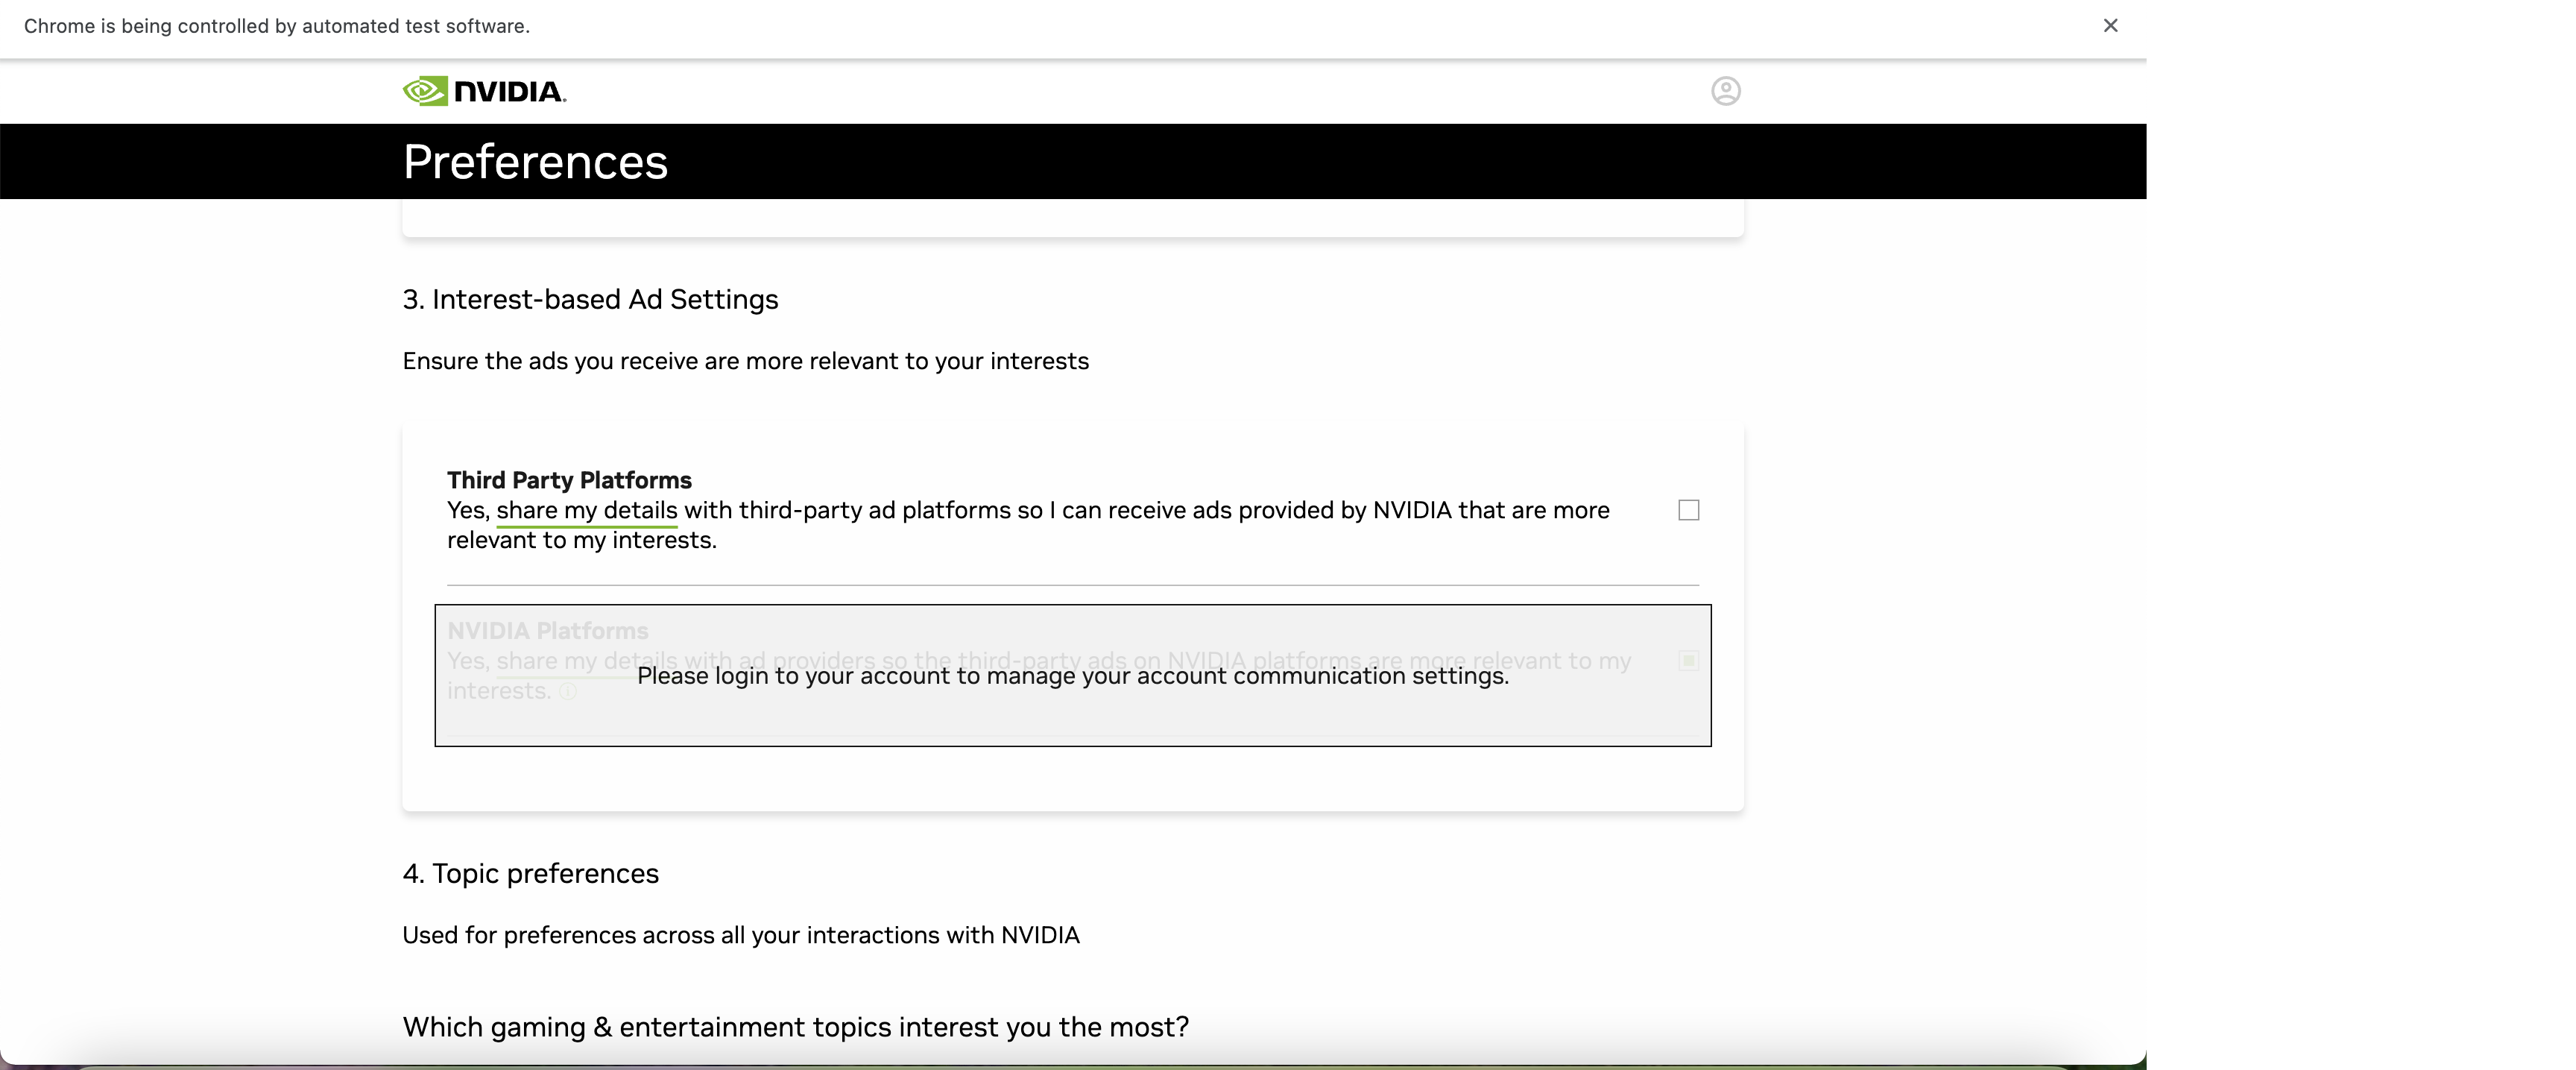 Chrome is being controlled by automated test software.
NVIDIA.
Preferences
3. Interest-based Ad Settings
Ensure the ads you receive are more relevant to your interests
Third Party Platforms
Yes, share my details with third-party ad platforms so I can receive ads provided by NVIDIA that are more
relevant to my interests.
NVIDIA Platforms
Yes, share my details with ad providers so the third-party ads on NVIDIA platforms are more relevant to my
interests.
Please login to your account to manage your account communication settings.
4. Topic preferences
Used for preferences across all your interactions with NVIDIA
Which gaming & entertainment topics interest you the most?